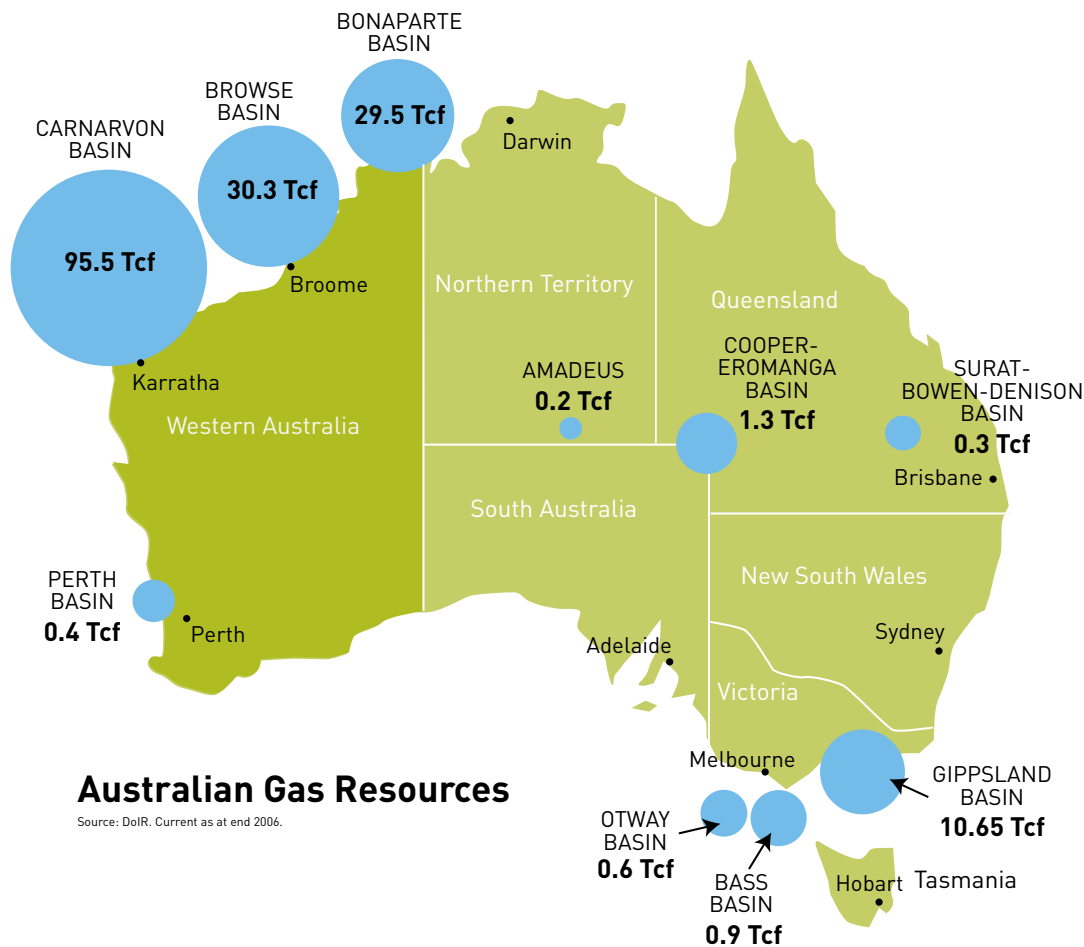 BONAPARTE
BASIN
29.5 Tcf
BROWSE
BASIN
30.3 Tcf
CARNARVON
BASIN
95.5 Tcf
Darwin
Broome
Northern Territory
Queensland
Karratha
Western Australia
AMADEUS
0.2 Tcf
COOPER-
EROMANGA
BASIN
1.3 Tcf
SURAT-
BOWEN-DENISON
BASIN
0.3 Tcf
Brisbane
South Australia
New South Wales
PERTH
BASIN
0.4 Tcf
Perth
Adelaide
Sydney
Victoria
Melbourne
GIPPSLAND
BASIN
10.65 Tcf
OTWAY
BASIN
0.6 Tcf
BASS
BASIN
0.9 Tcf
Hobart
Tasmania
Australian Gas Resources
Source: DoIR. Current as at end 2006.